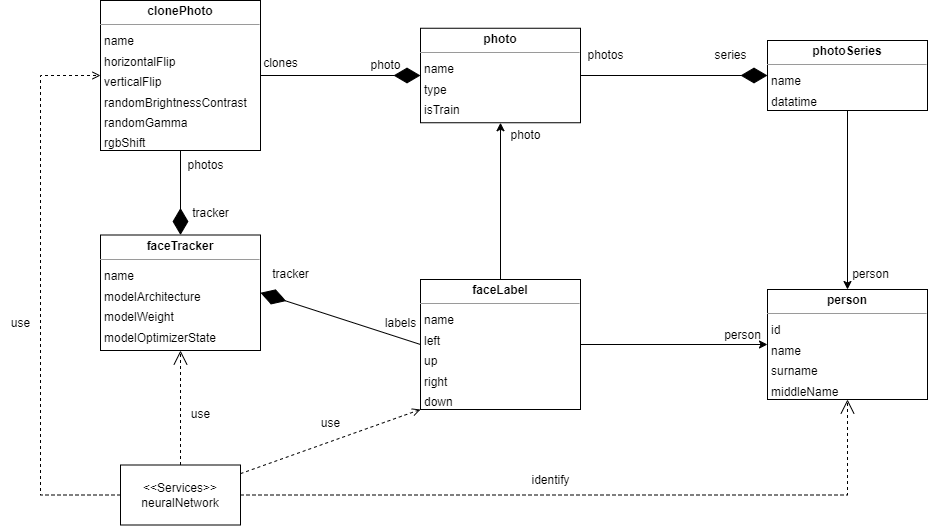 clonePhoto
name
horizontalFlip
verticalFlip
randomBrightnessContrast
randomGamma
rgbShift
clones
photo
photo
name
type
isTrain
photos
series
photoSeries
name
datatime
photos
tracker
photo
faceTracker
name
modelArchitecture
modelWeight
modelOptimizerState
tracker
labels
faceLabel
name
left
up
right
down
person
person
person
id
name
surname
middleName
use
use
use
identify
<<Services>>
neuralNetwork